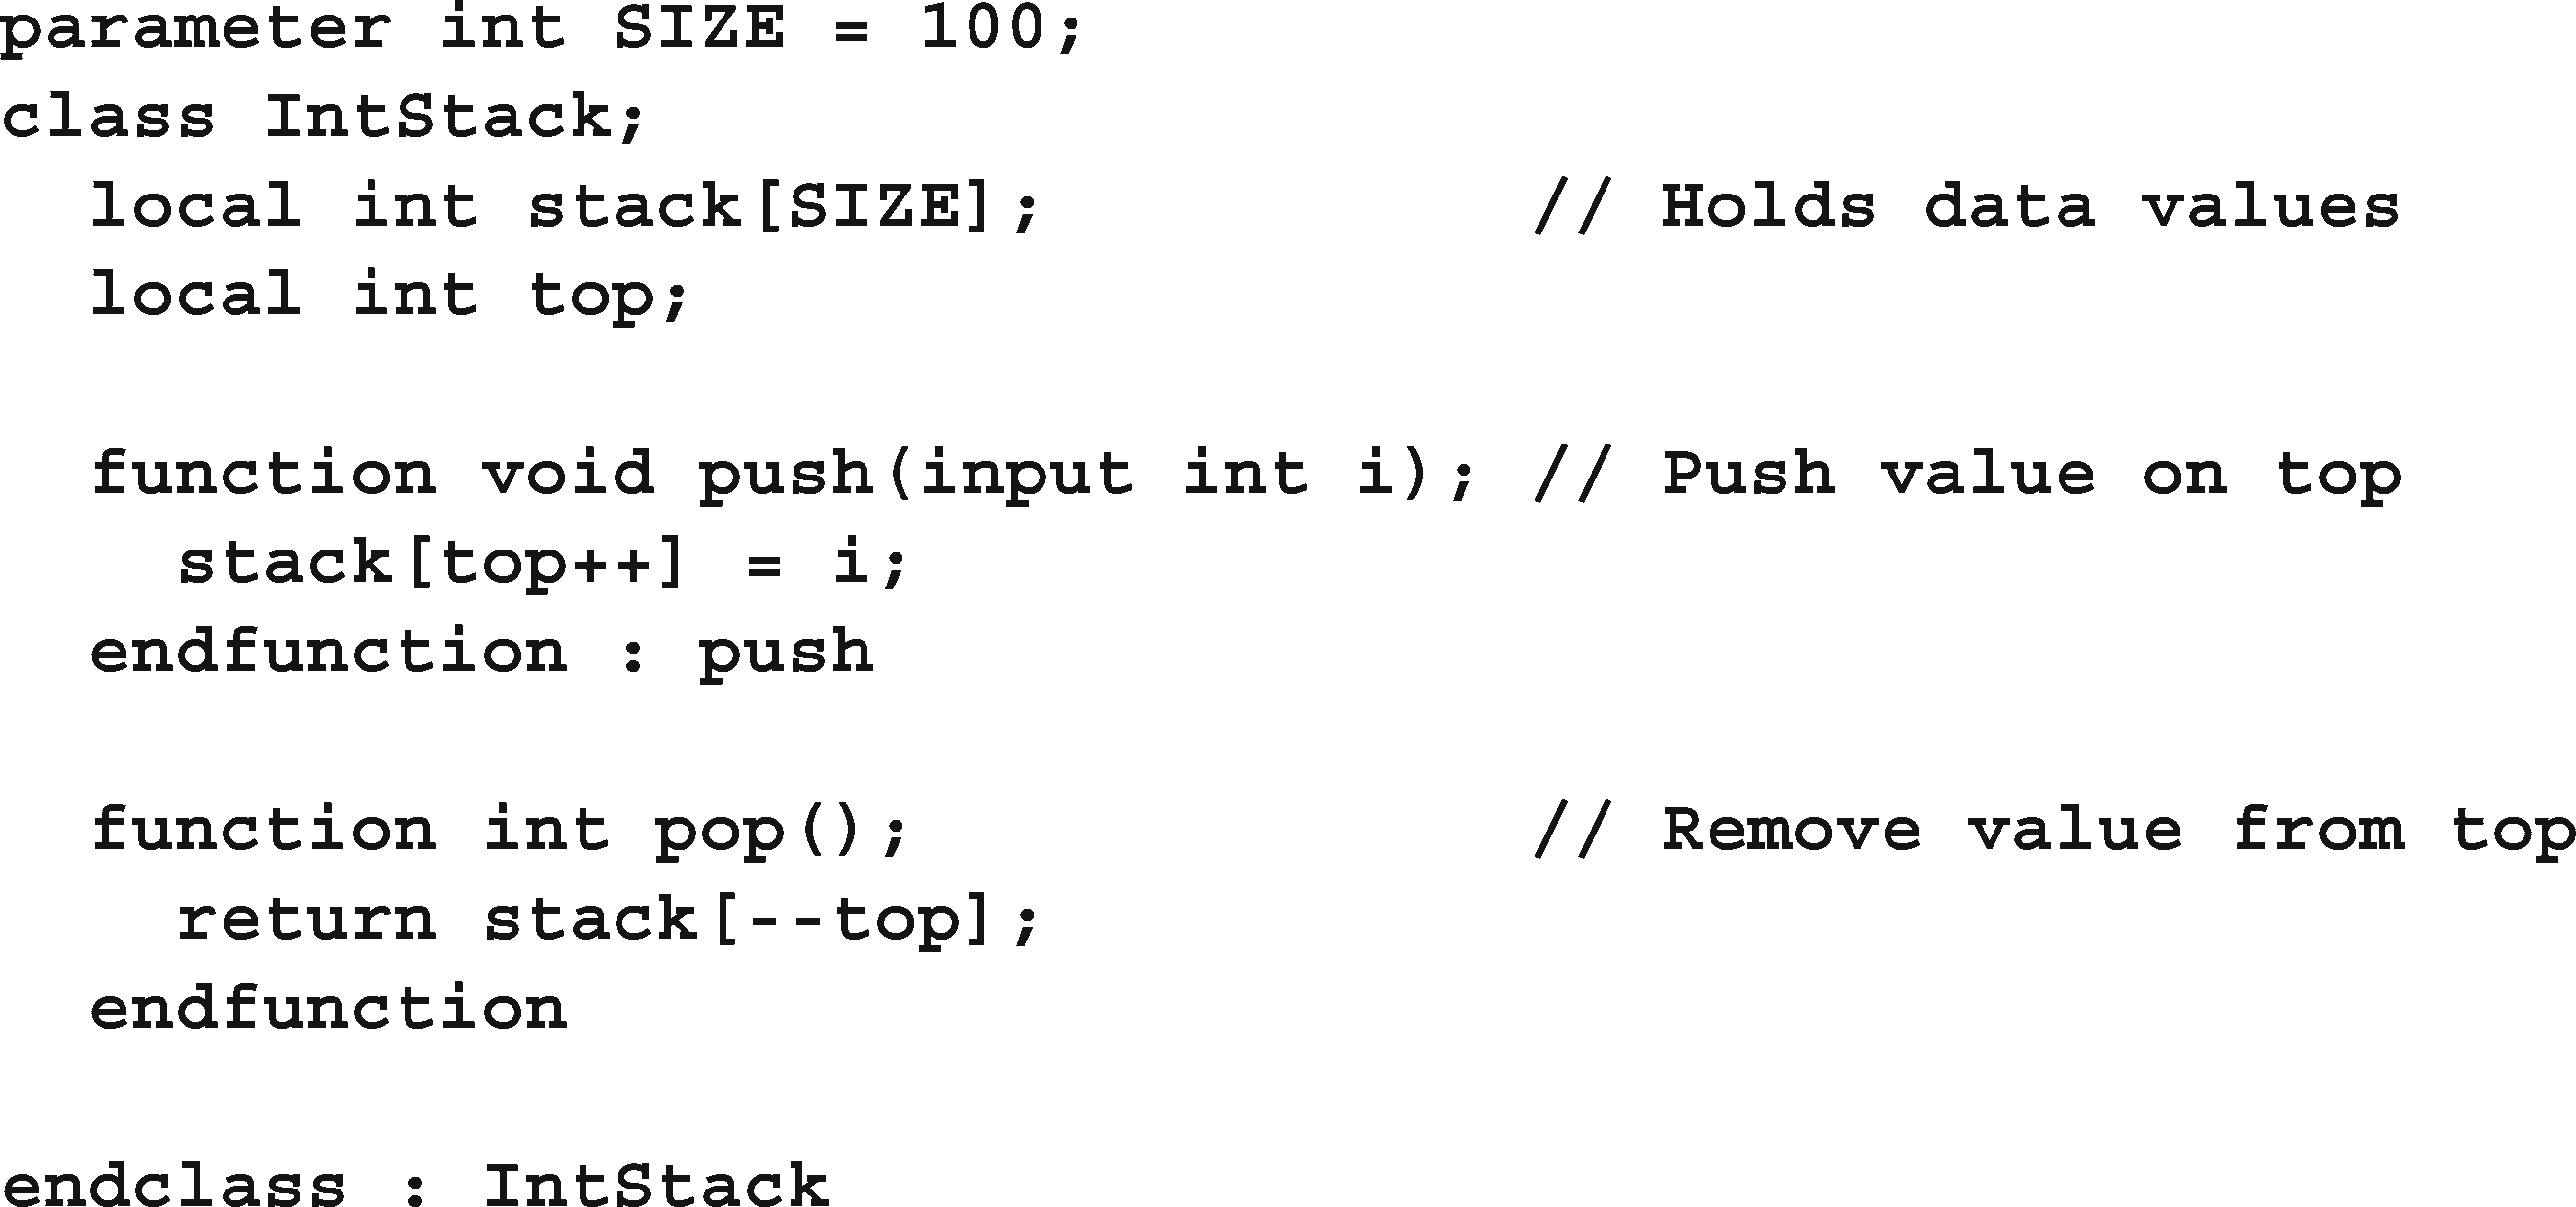 parameter int SIZE = 100;
class IntStack;
  local int stack[SIZE];           // Holds data values
  local int top;

  function void push(input int i); // Push value on top
    stack[top++] = i;
  endfunction : push

  function int pop();              // Remove value from top
    return stack[--top];
  endfunction

endclass : IntStack